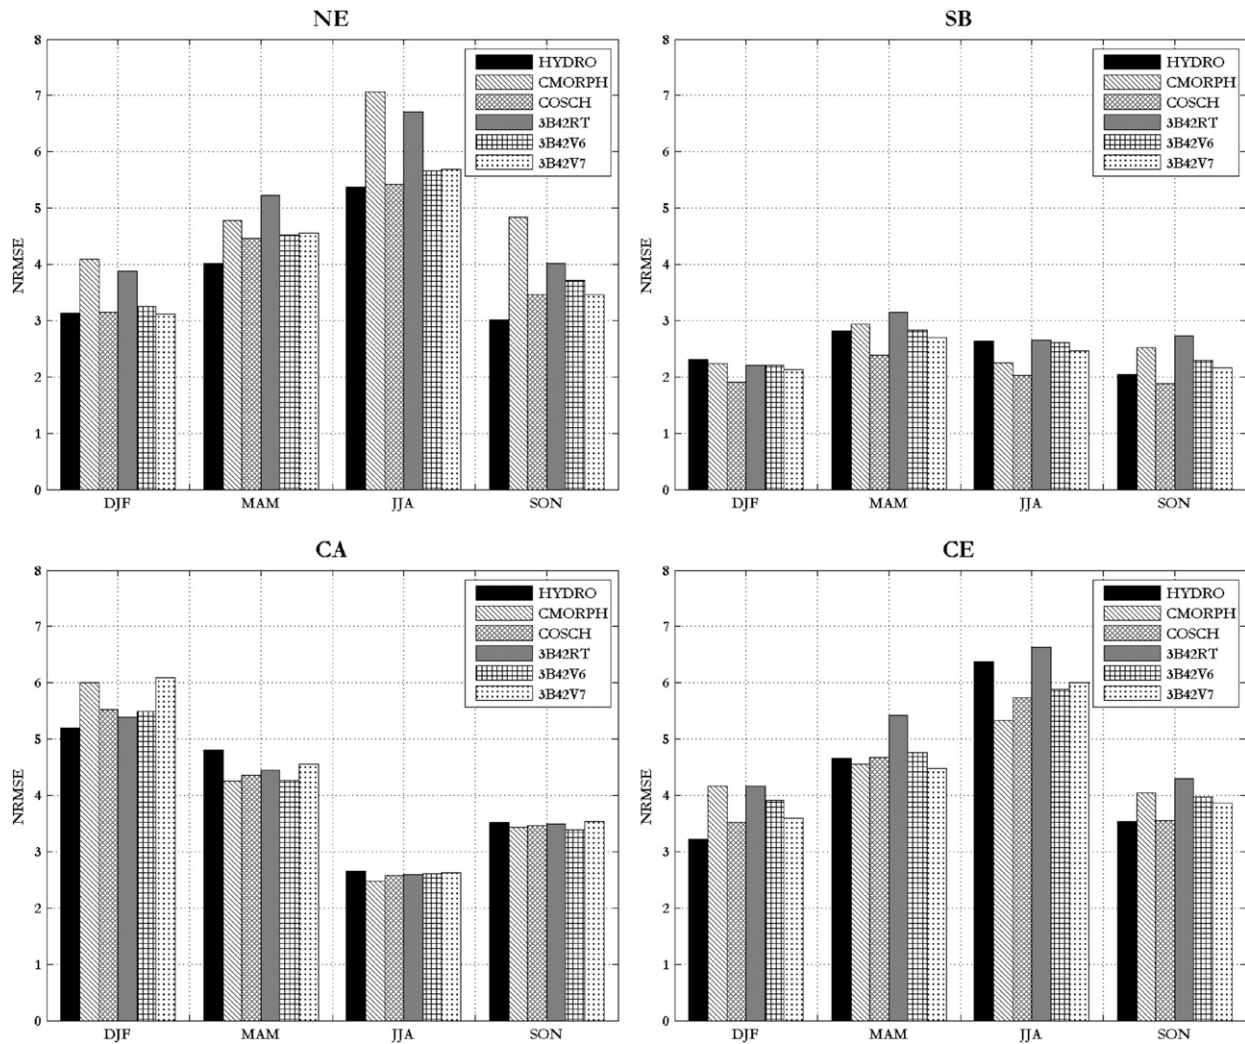 NE
8
7
6
5
4
3
2
1
0
NRMSE
HYDRO
CMORPH
COSCH
3B42RT
3B42V6
3B42V7
DJF MAM JJA SON
SB
8
7
6
5
4
3
2
1
0
NRMSE
HYDRO
CMORPH
COSCH
3B42RT
3B42V6
3B42V7
DJF MAM JJA SON
CA
8
7
6
5
4
3
2
1
0
NRMSE
HYDRO
CMORPH
COSCH
3B42RT
3B42V6
3B42V7
DJF MAM JJA SON
CE
8
7
6
5
4
3
2
1
0
NRMSE
HYDRO
CMORPH
COSCH
3B42RT
3B42V6
3B42V7
DJF MAM JJA SON